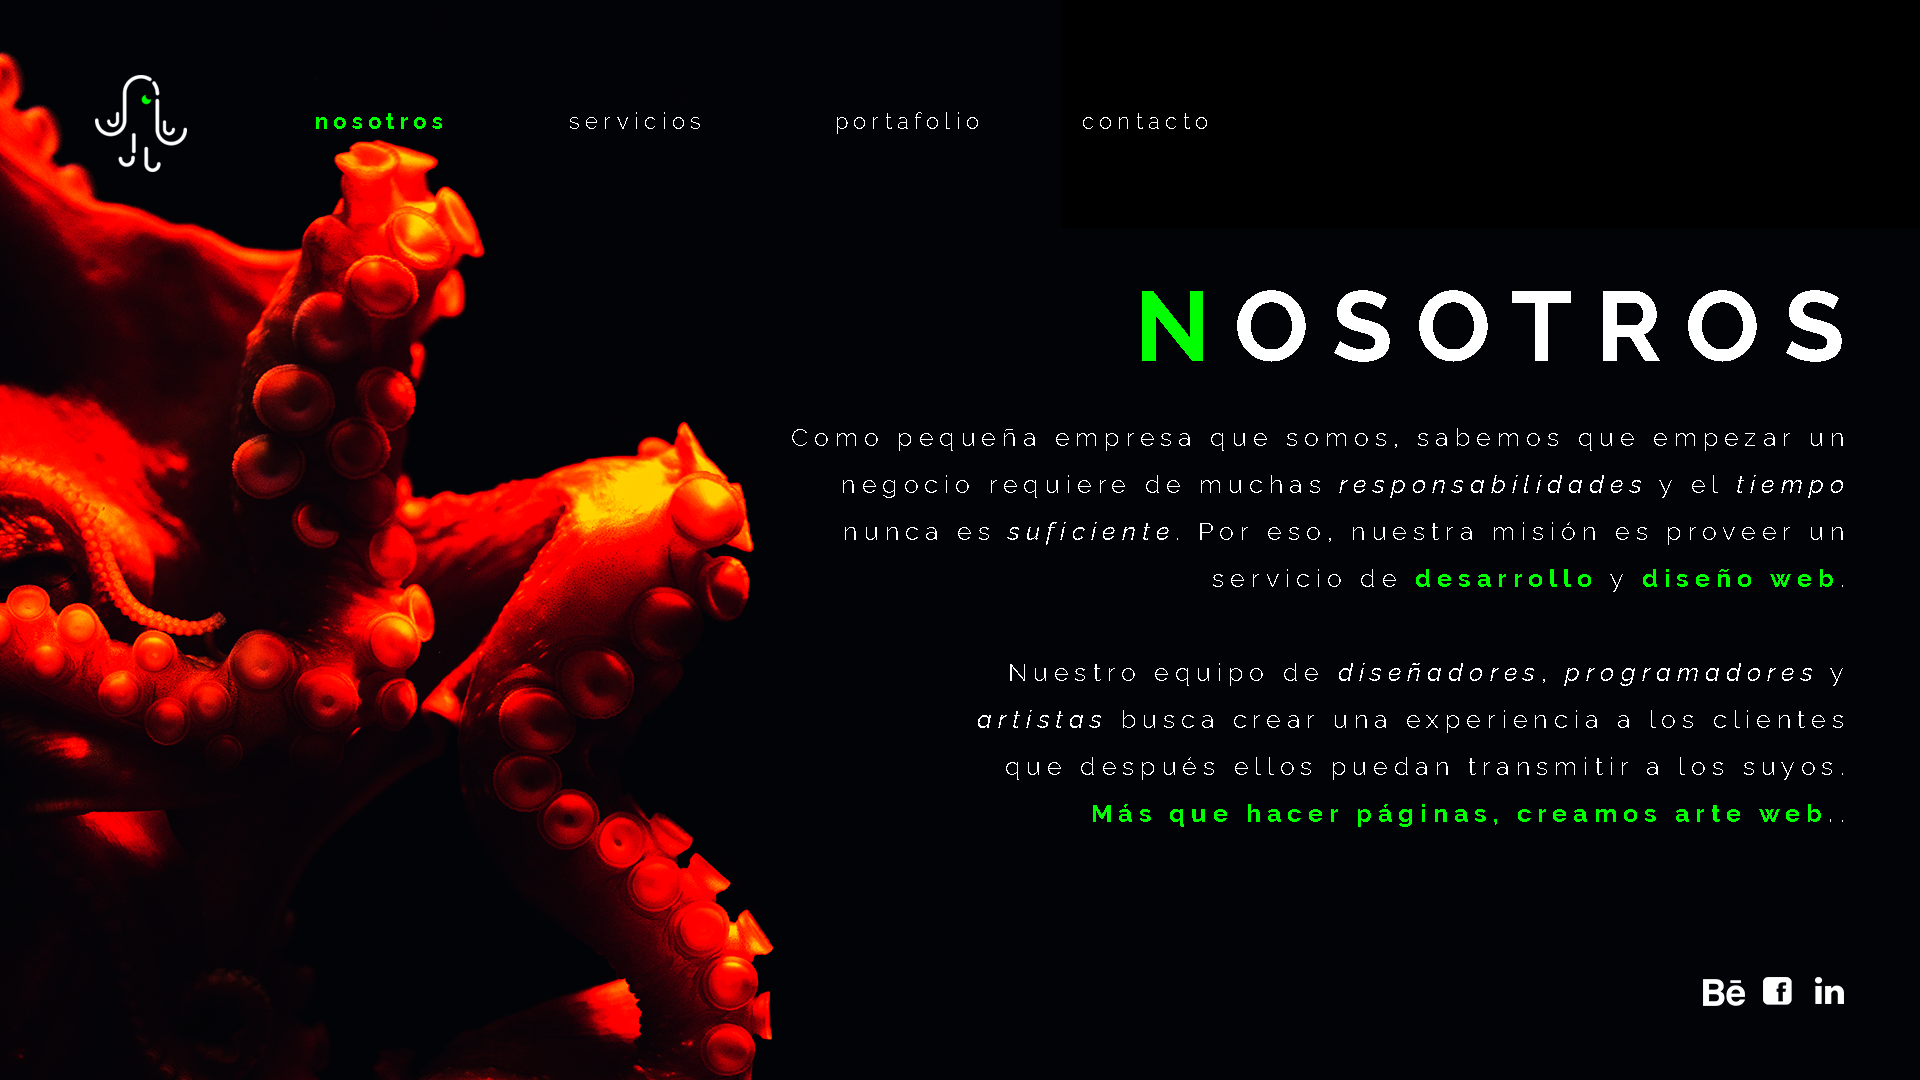 nosotros servicios portafolio contacto
NOSOTROS
Como pequeña empresa que somos, sabemos que empezar un
negocio requiere de muchas responsabilidades y el tiempo
nunca es suficiente. Por eso, nuestra misión es proveer un
servicio de desarrollo y diseño web.
Nuestro equipo de diseñadores, programadores y
artistas busca crear una experiencia a los clientes
que después ellos puedan transmitir a los suyos.
Más que hacer páginas, creamos arte web..
Bē f in